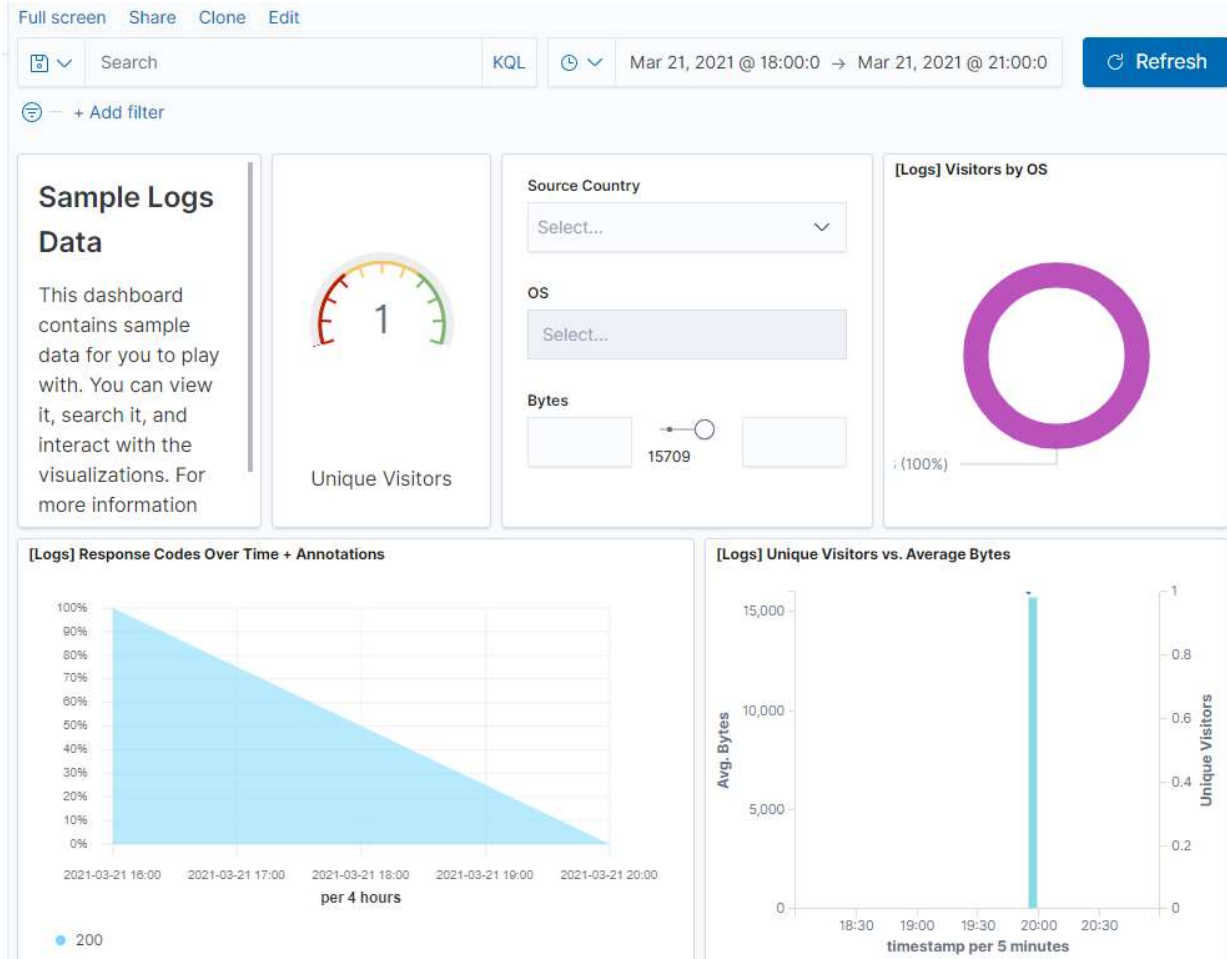 Full screen Share Clone Edit
Search KQL Mar 21, 2021 @ 18:00:0 → Mar 21, 2021 @ 21:00:0 Refresh
+ Add filter
Sample Logs
Data
This dashboard
contains sample
data for you to play
with. You can view
it, search it, and
interact with the
visualizations. For
more information
1
Unique Visitors
Source Country
Select...
OS
Select...
Bytes
15709
[Logs] Visitors by OS
(100%)
[Logs] Response Codes Over Time + Annotations
100%
90%
80%
70%
60%
50%
40%
30%
20%
10%
0%
2021-03-21 16:00 2021-03-21 17:00 2021-03-21 18:00 2021-03-21 19:00 2021-03-21 20:00
per 4 hours
200
[Logs] Unique Visitors vs. Average Bytes
15,000
10,000
5,000
0
Avg. Bytes
1
0.8
0.6
0.4
0.2
0
Unique Visitors
18:30 19:00 19:30 20:00 20:30
timestamp per 5 minutes